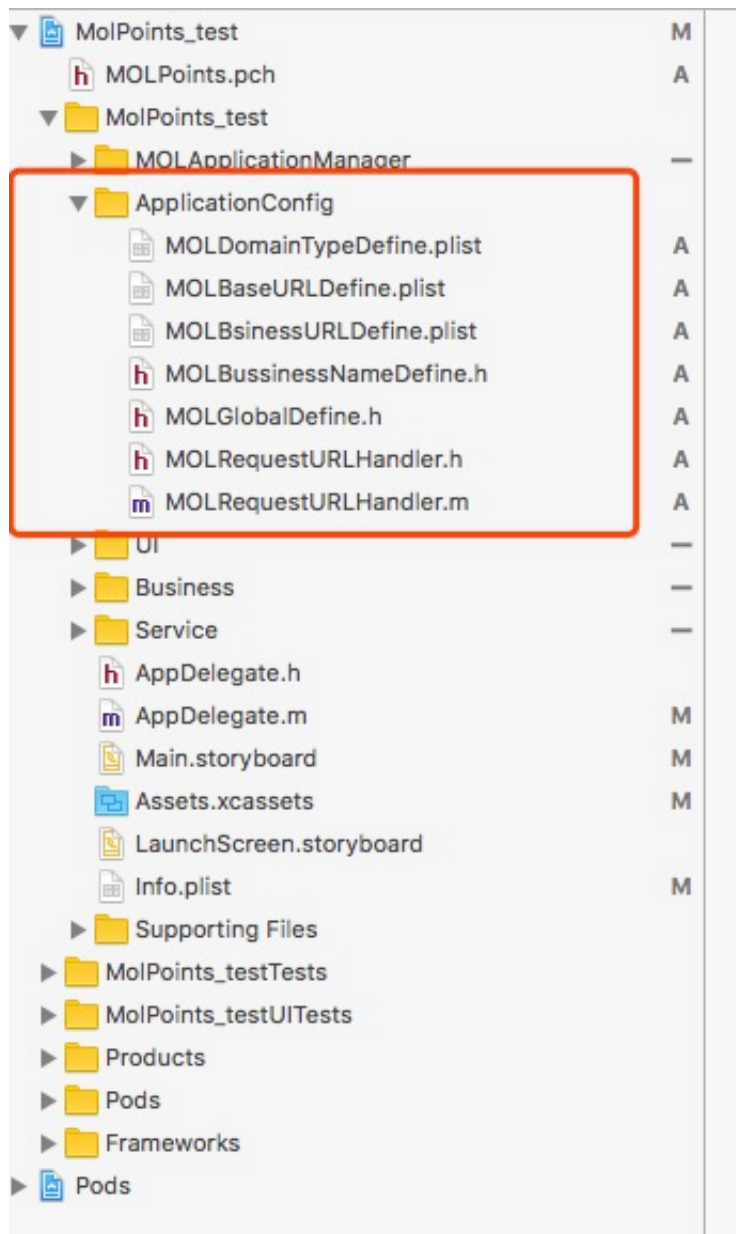 MolPoints_test M
h MOLPoints.pch A
MolPoints_test
MOLApplicationManager —
ApplicationConfig
MOLDomainTypeDefine.plist A
MOLBaseURLDefine.plist A
MOLBsinessURLDefine.plist A
h MOLBussinessNameDefine.h A
h MOLGlobalDefine.h A
h MOLRequestURLHandler.h A
m MOLRequestURLHandler.m A
UI —
Business —
Service —
h AppDelegate.h
m AppDelegate.m M
Main.storyboard M
Assets.xcassets M
LaunchScreen.storyboard
Info.plist M
Supporting Files
MolPoints_testTests
MolPoints_testUITests
Products
Pods
Frameworks
Pods